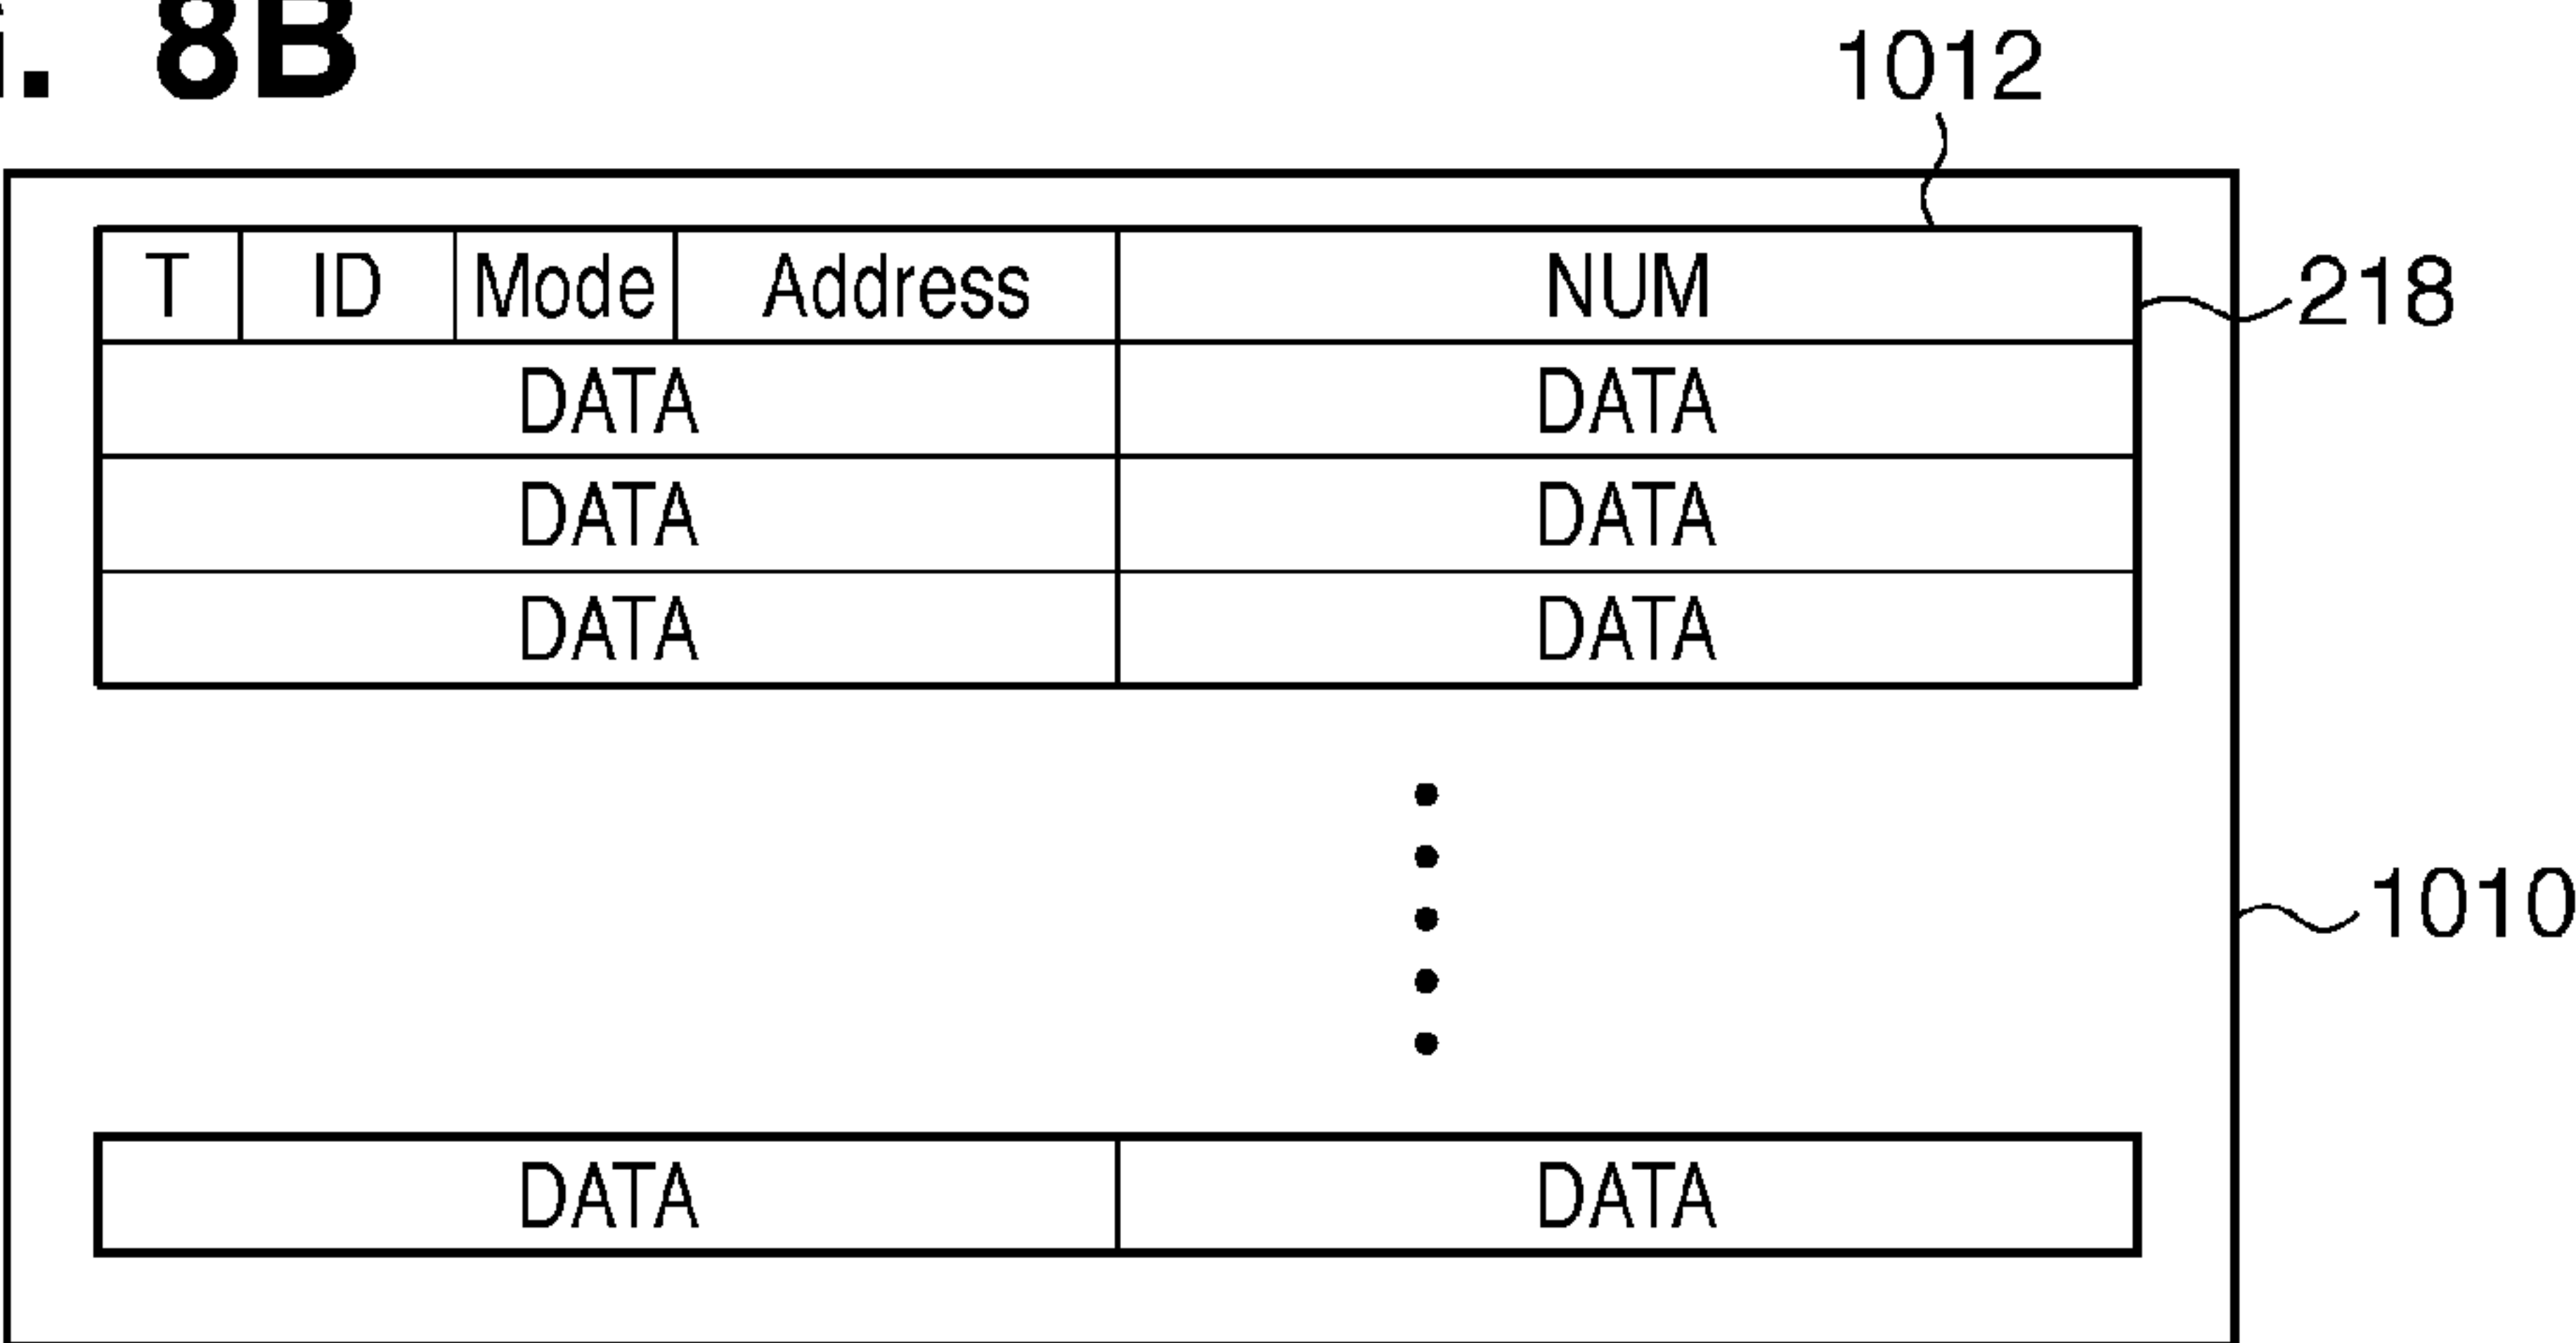 . 8B
1012
T ID Mode Address NUM
218
DATA DATA
DATA DATA
DATA DATA
1010
DATA DATA